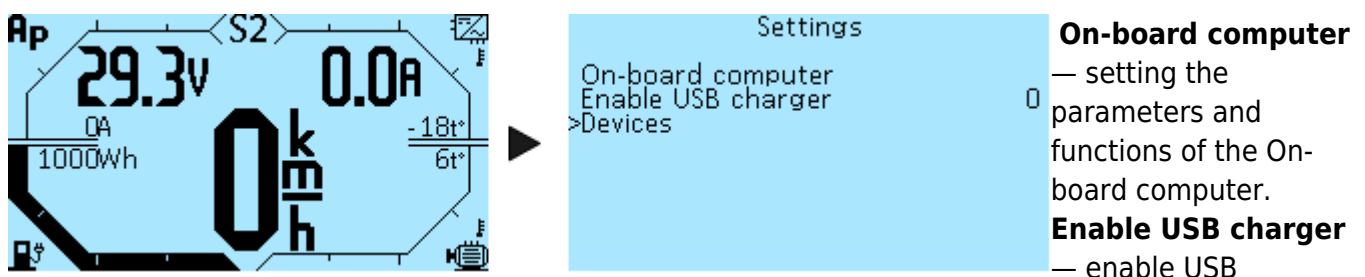 Ap
S2
29.3V
0.0A
0A
1000Wh
-18t°
6t°
0 km/h
Settings
On-board computer
Enable USB charger 0
>Devices
On-board computer
— setting the
parameters and
functions of the On-
board computer.
Enable USB charger
— enable USB